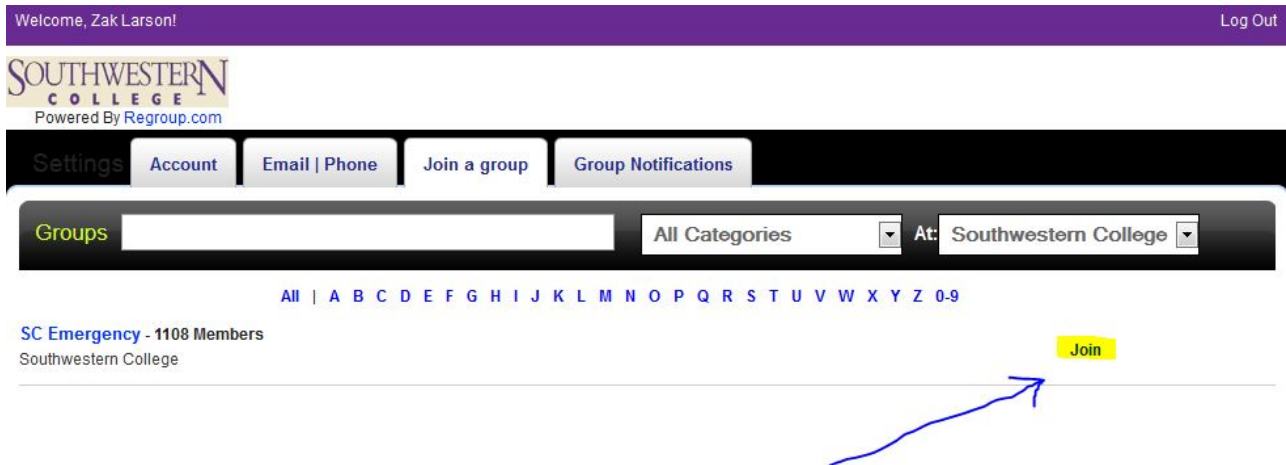 Welcome, Zak Larson! Log Out
SOUTHWESTERN
COLLEGE
Powered By Regroup.com
Settings Account Email | Phone Join a group Group Notifications
Groups All Categories At: Southwestern College
All | A B C D E F G H I J K L M N O P Q R S T U V W X Y Z 0-9
SC Emergency - 1108 Members
Southwestern College Join